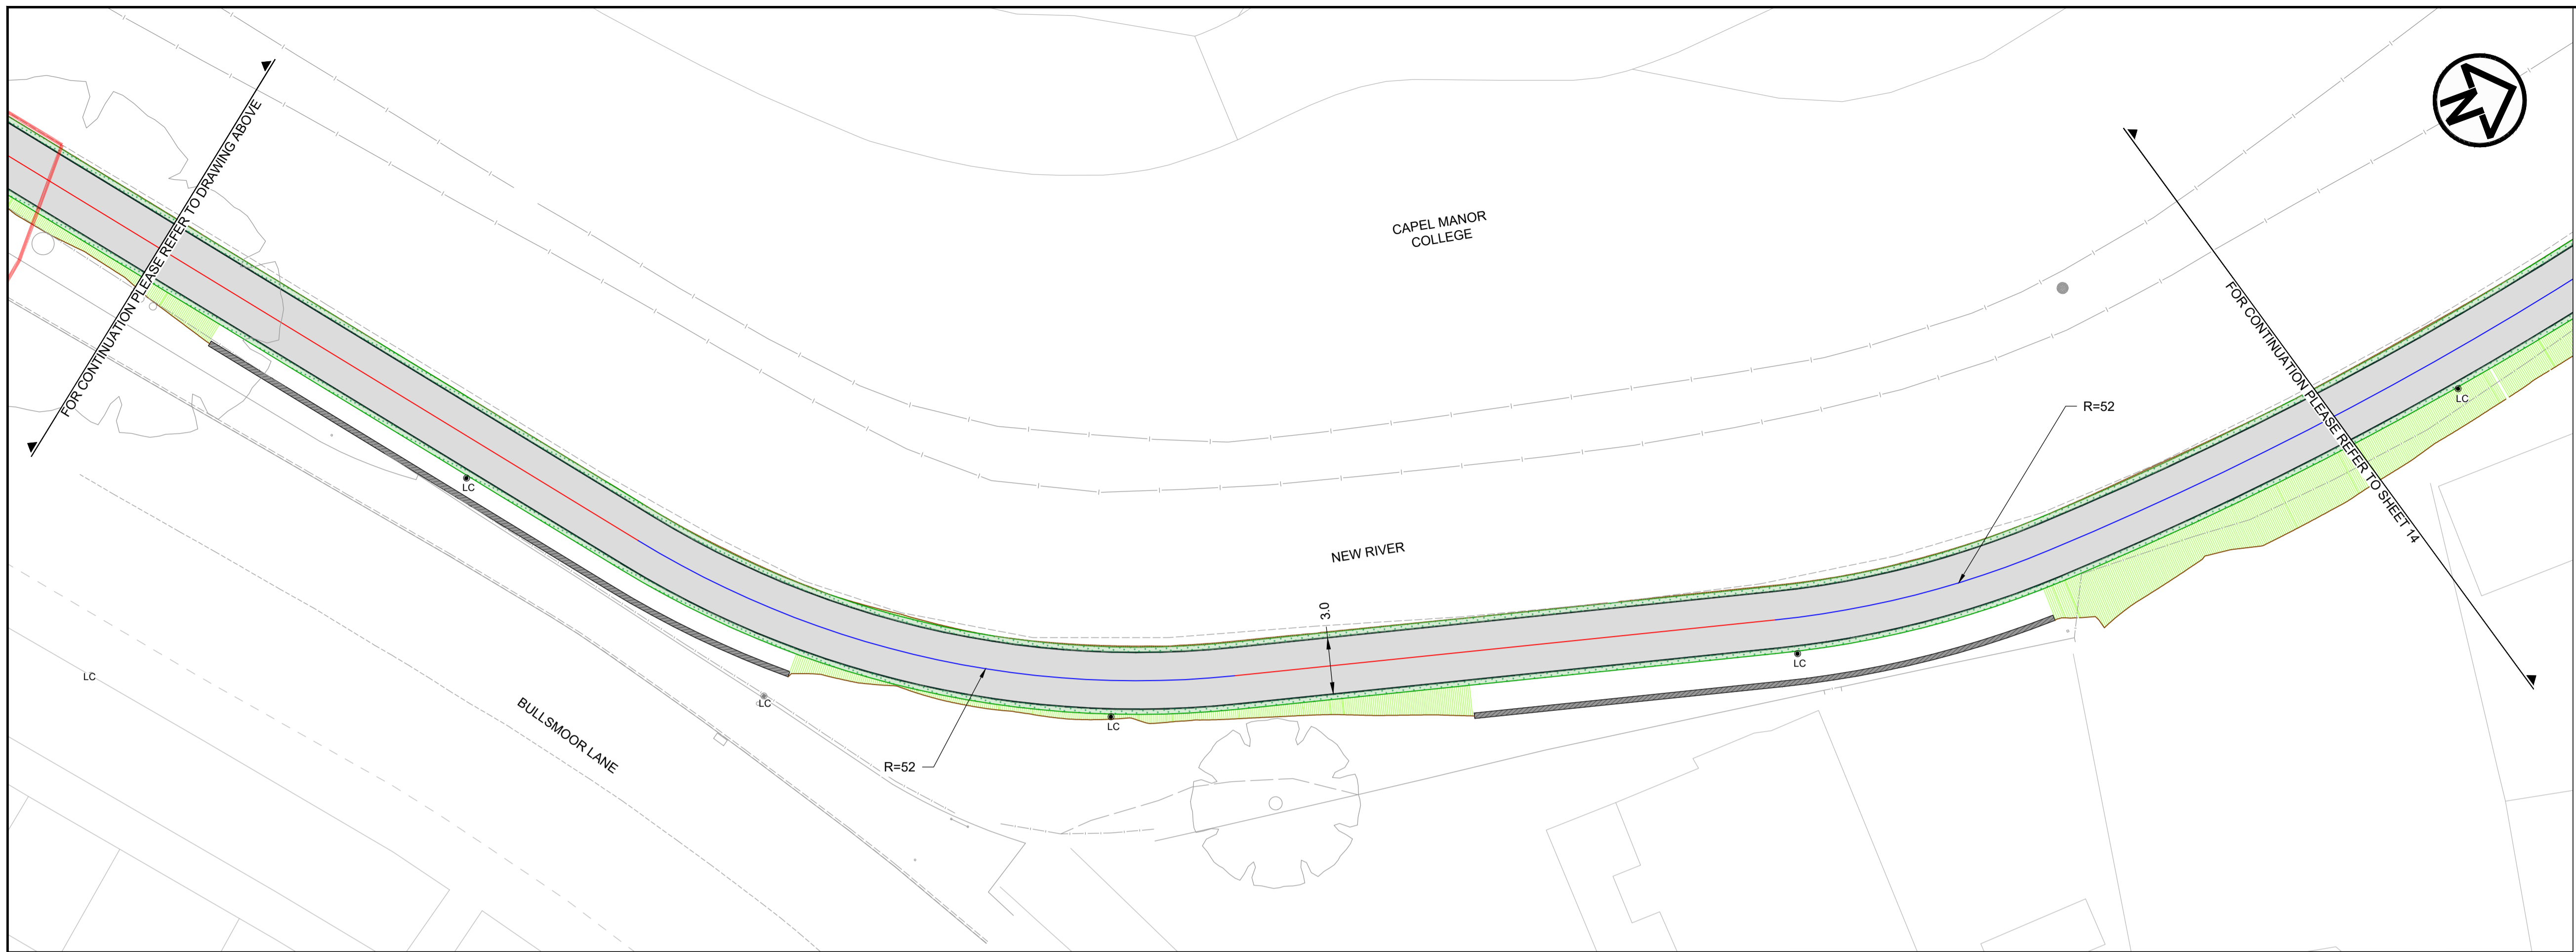 FOR CONTINUATION PLEASE REFER TO DRAWING ABOVE
N
CAPEL MANOR
COLLEGE
FOR CONTINUATION PLEASE REFER TO SHEET 14
R=52
LC
LC
NEW RIVER
3.0
LC
LC
LC
LC
BULLSMOOR LANE
R=52